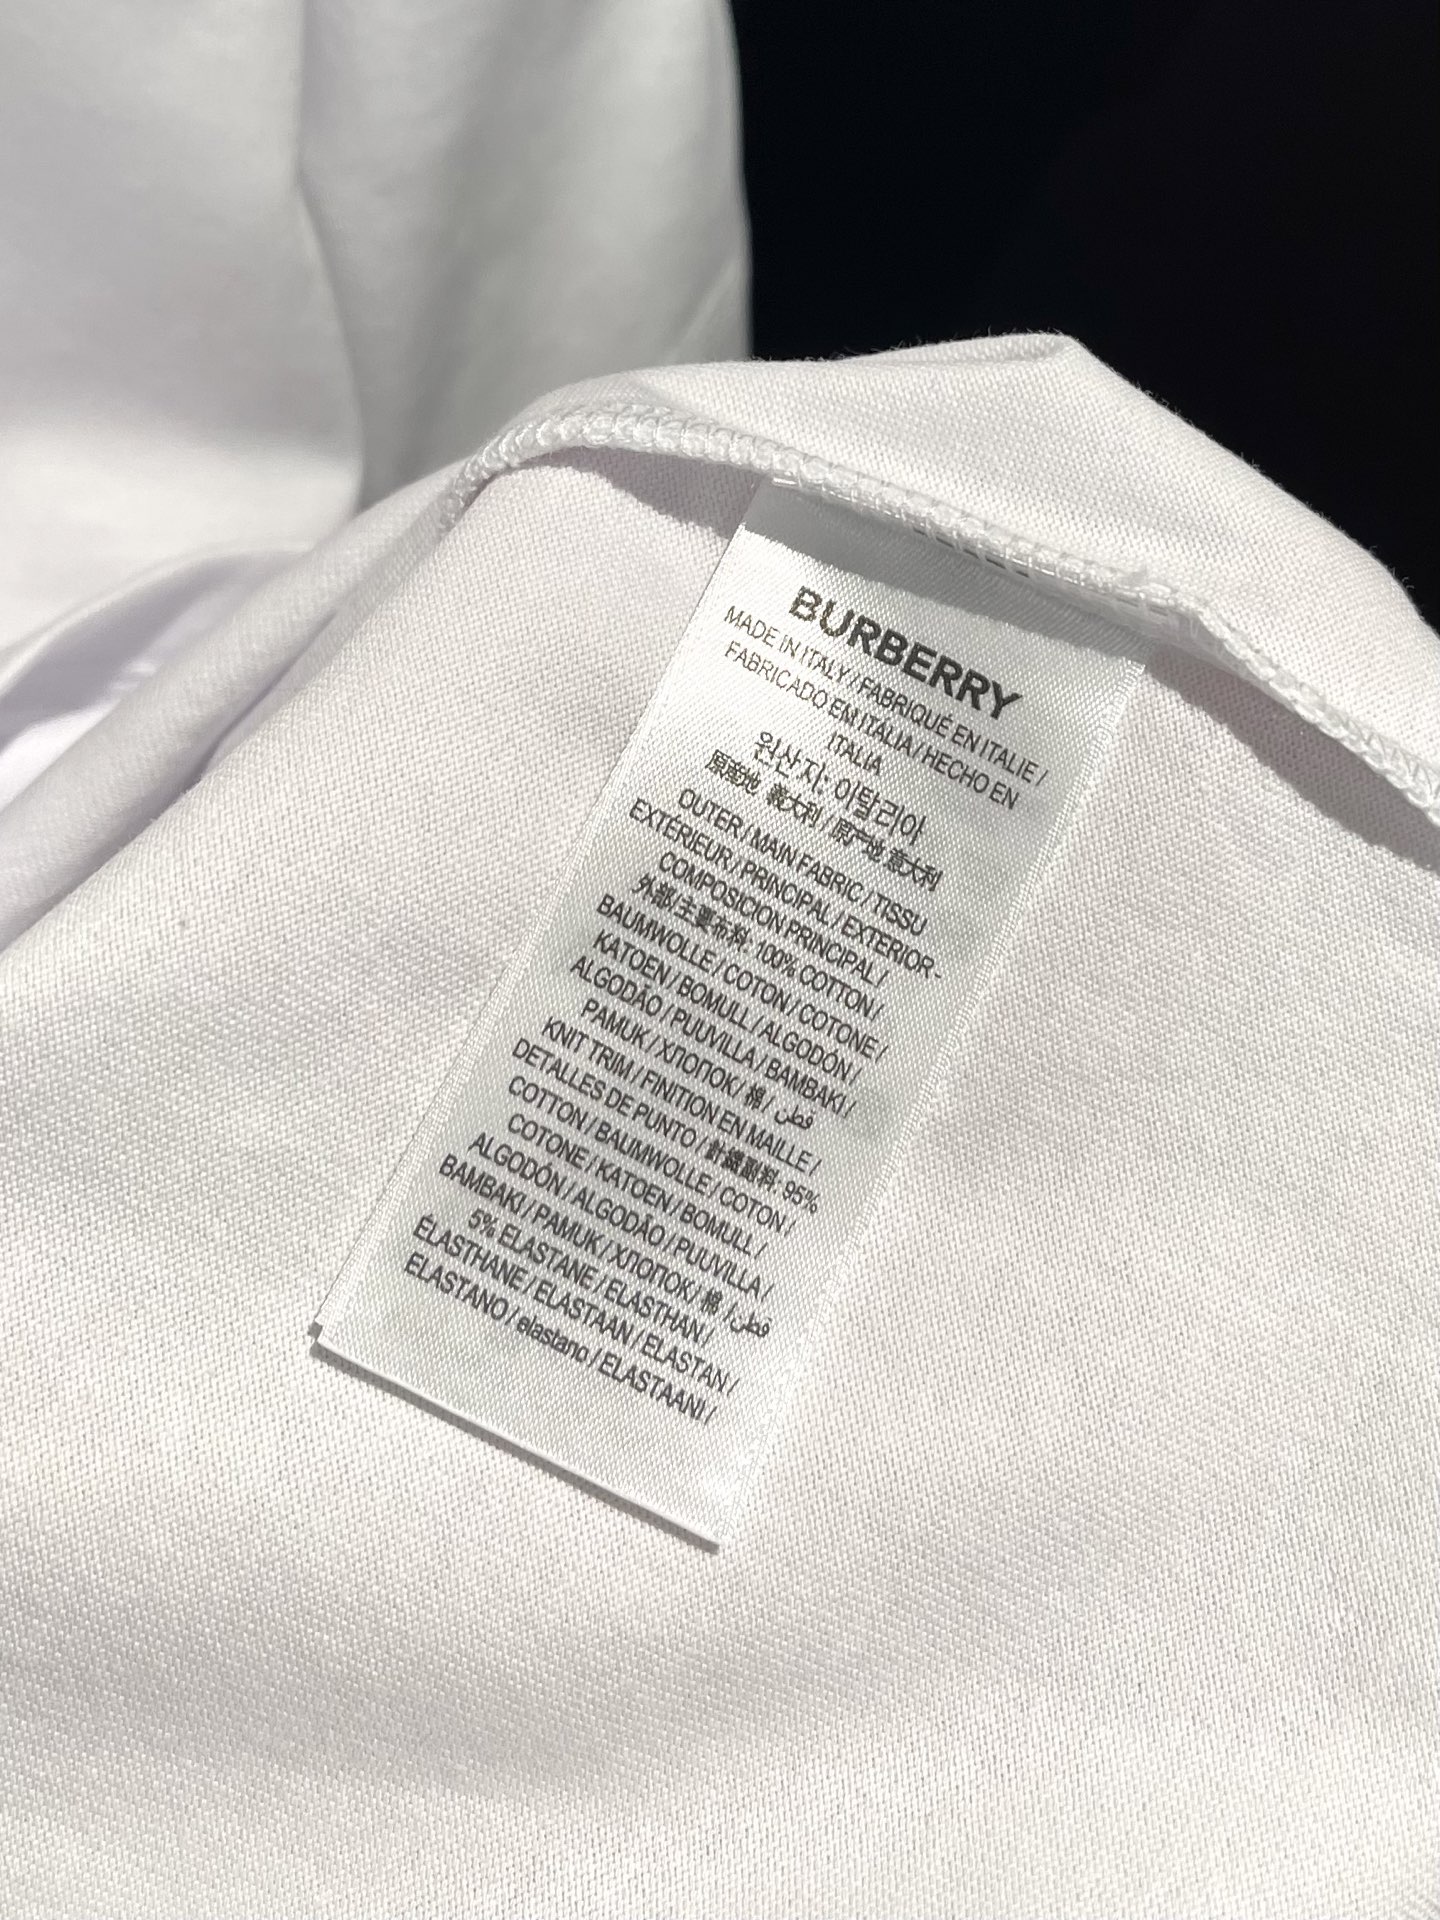 BURBERRY
MADE IN ITALY / FABRIQUÉ EN ITALIE /
FABRICADO EM ITÁLIA / HECHO EN
ITALIA
원산지: 이탈리아
原産地 義大利 / 原产地 意大利
OUTER / MAIN FABRIC / TISSU
EXTÉRIEUR / PRINCIPAL / EXTERIOR -
COMPOSICION PRINCIPAL /
外部/主要布料: 100% COTTON /
BAUMWOLLE / COTON / COTONE /
KATOEN / BOMULL / ALGODÓN /
ALGODÃO / PUUVILLA / BAMBAKI /
PAMUK / ХЛОПОК / 棉 / قطن
KNIT TRIM / FINITION EN MAILLE /
DETALLES DE PUNTO / 針織副料: 95%
COTTON / BAUMWOLLE / COTON /
COTONE / KATOEN / BOMULL /
ALGODÓN / ALGODÃO / PUUVILLA /
BAMBAKI / PAMUK / ХЛОПОК / 棉 / قطن
5% ELASTANE / ELASTHAN /
ÉLASTHANE / ELASTAAN / ELASTAN /
ELASTANO / elastano / ELASTAANI /